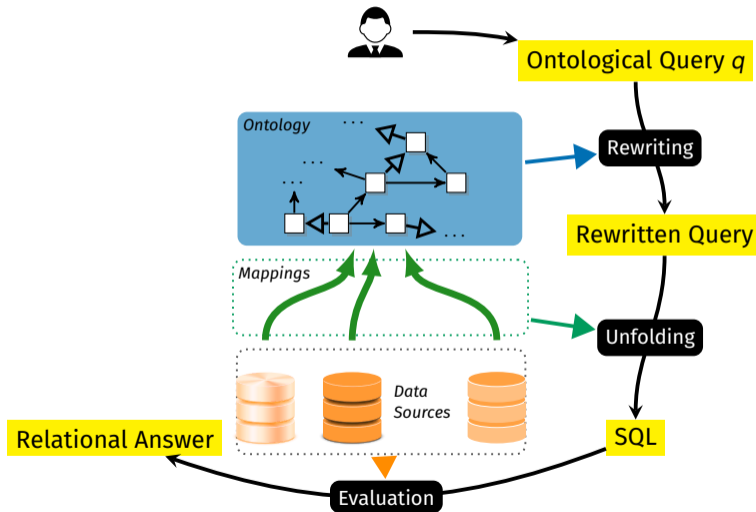 Ontological Query q
Ontology
. . .
. . .
. . .
. . .
Rewriting
Rewritten Query
Mappings
Unfolding
Data
Sources
Relational Answer
SQL
Evaluation